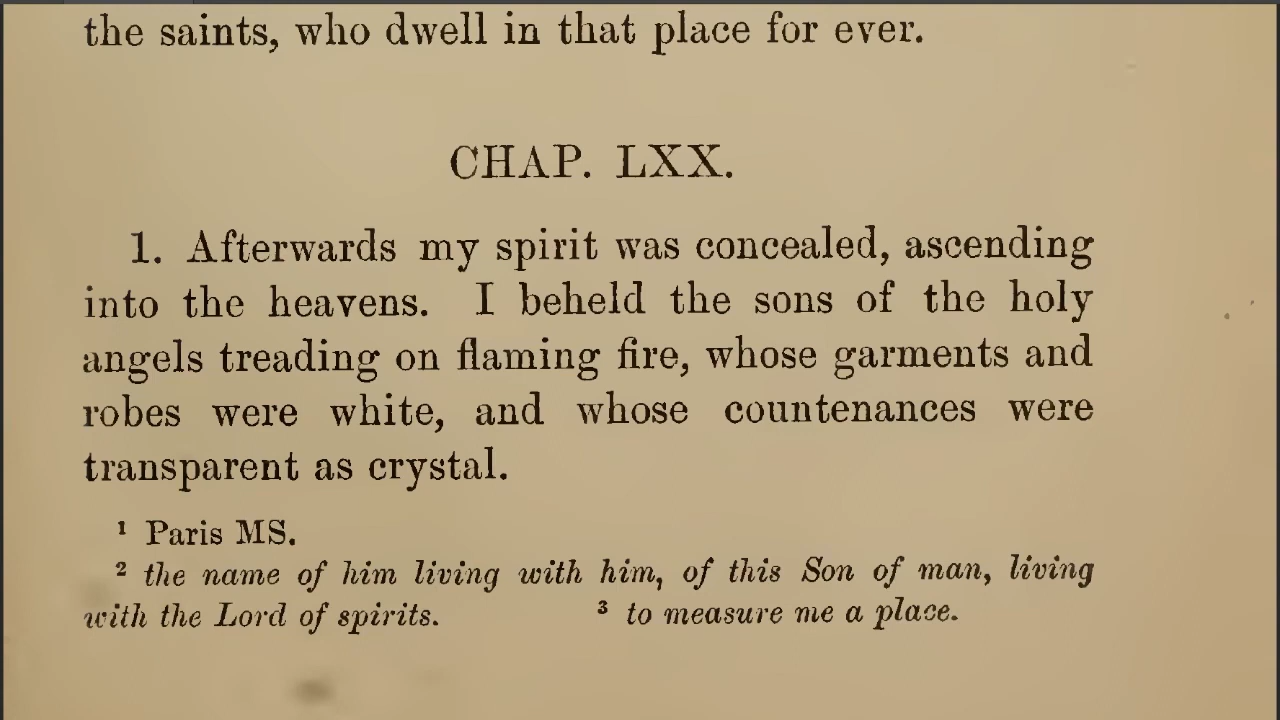 the saints, who dwell in that place for ever.
CHAP. LXX.
1. Afterwards my spirit was concealed, ascending
into the heavens. I beheld the sons of the holy
angels treading on flaming fire, whose garments and
robes were white, and whose countenances were
transparent as crystal.
¹ Paris MS.
² the name of him living with him, of this Son of man, living
with the Lord of spirits. ³ to measure me a place.